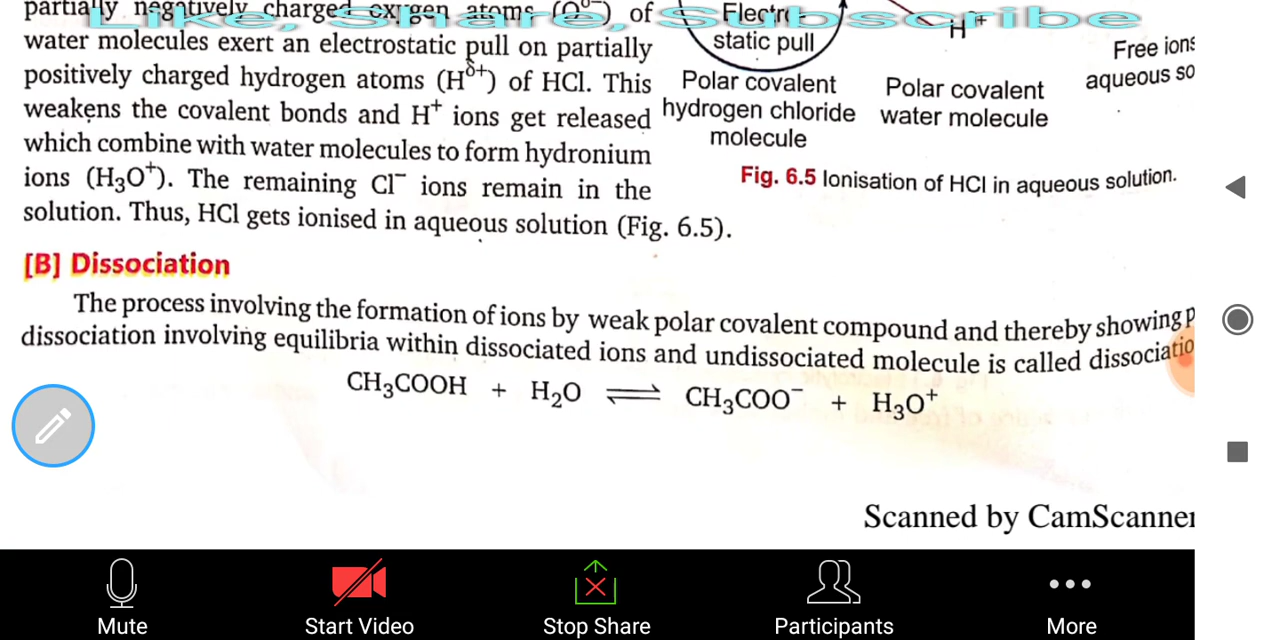 partially negatively charged oxygen atoms (Oδ−) of
Like, Share, Subscribe
water molecules exert an electrostatic pull on partially
positively charged hydrogen atoms (Hδ+) of HCl. This
weakens the covalent bonds and H⁺ ions get released
which combine with water molecules to form hydronium
ions (H₃O⁺). The remaining Cl⁻ ions remain in the
solution. Thus, HCl gets ionised in aqueous solution (Fig. 6.5).
Electro-
static pull
Polar covalent
hydrogen chloride
molecule
H
Polar covalent
water molecule
Free ions
aqueous so
Fig. 6.5 Ionisation of HCl in aqueous solution.
[B] Dissociation
The process involving the formation of ions by weak polar covalent compound and thereby showing p
dissociation involving equilibria within dissociated ions and undissociated molecule is called dissociatio
CH₃COOH + H₂O ⇌ CH₃COO⁻ + H₃O⁺
Scanned by CamScanner
Mute
Start Video
Stop Share
Participants
More